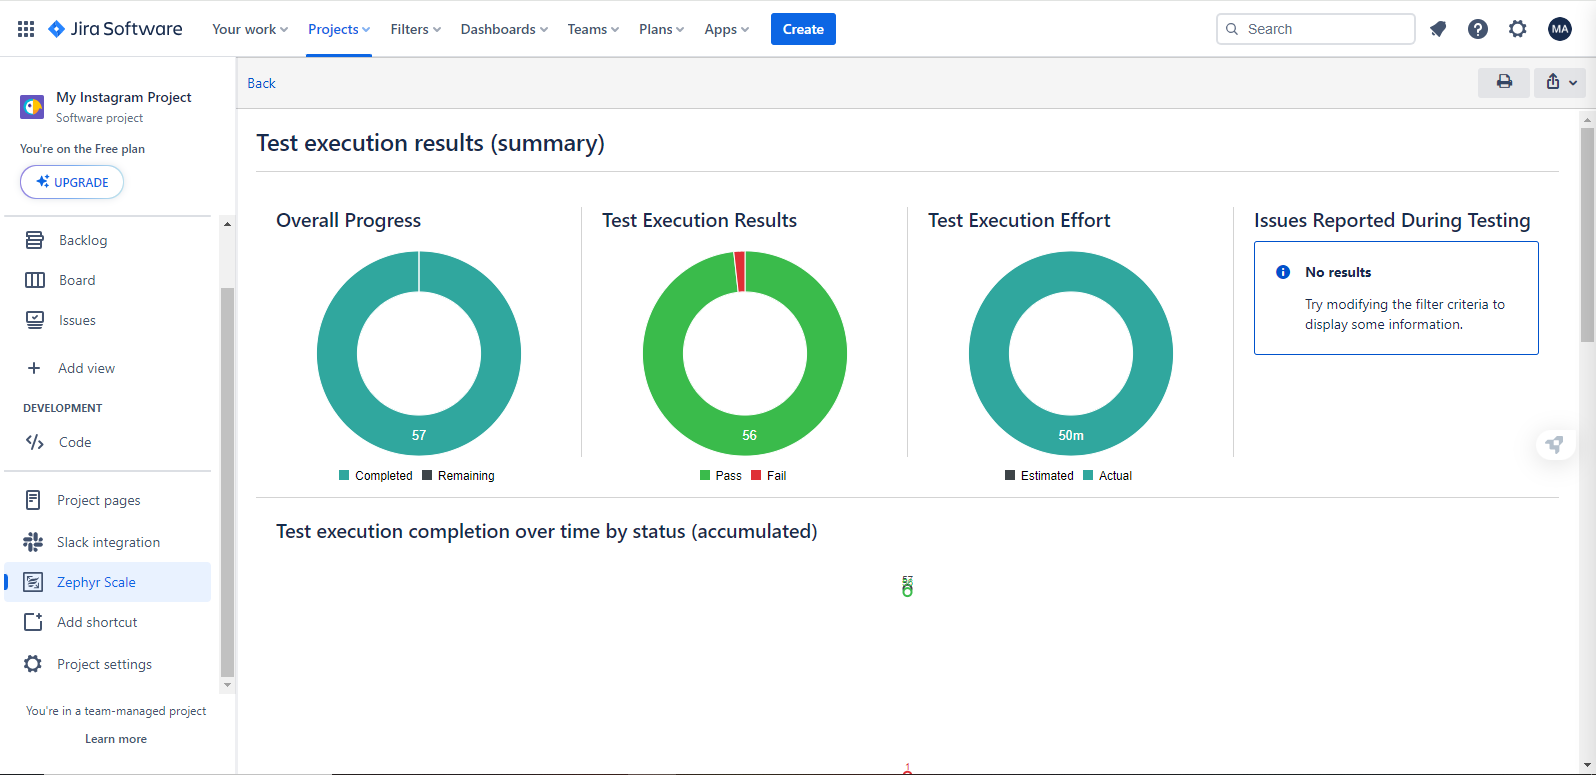 Jira Software
Your work
Projects
Filters
Dashboards
Teams
Plans
Apps
Create
Search
MA
My Instagram Project
Software project
You're on the Free plan
UPGRADE
Backlog
Board
Issues
Add view
DEVELOPMENT
Code
Project pages
Slack integration
Zephyr Scale
Add shortcut
Project settings
You're in a team-managed project
Learn more
Back
Test execution results (summary)
Overall Progress
57
Completed Remaining
Test Execution Results
56
Pass Fail
Test Execution Effort
50m
Estimated Actual
Issues Reported During Testing
No results
Try modifying the filter criteria to
display some information.
Test execution completion over time by status (accumulated)
57
1